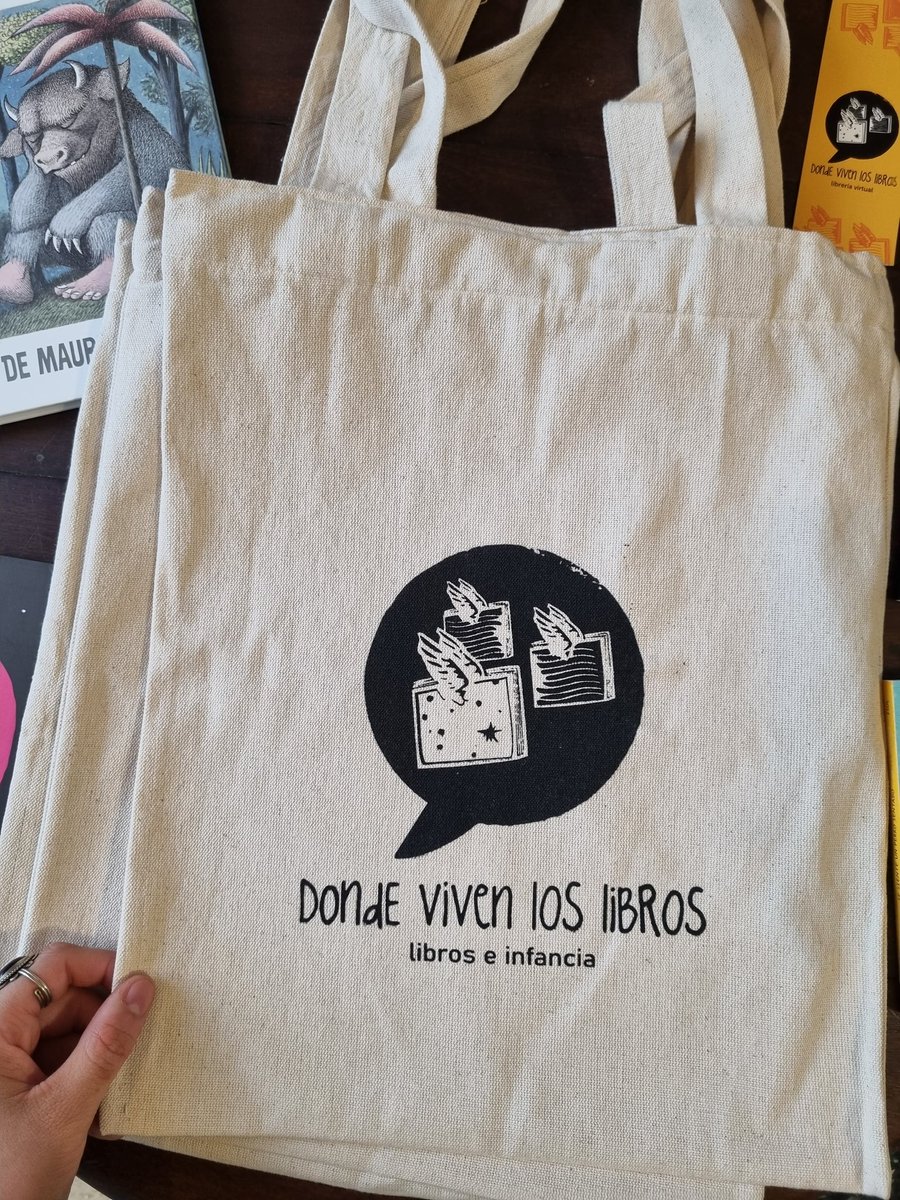 DE MAUR
DONDE VIVEN LOS LIBROS
librería virtual
DONDE VIVEN LOS LIBROS
libros e infancia